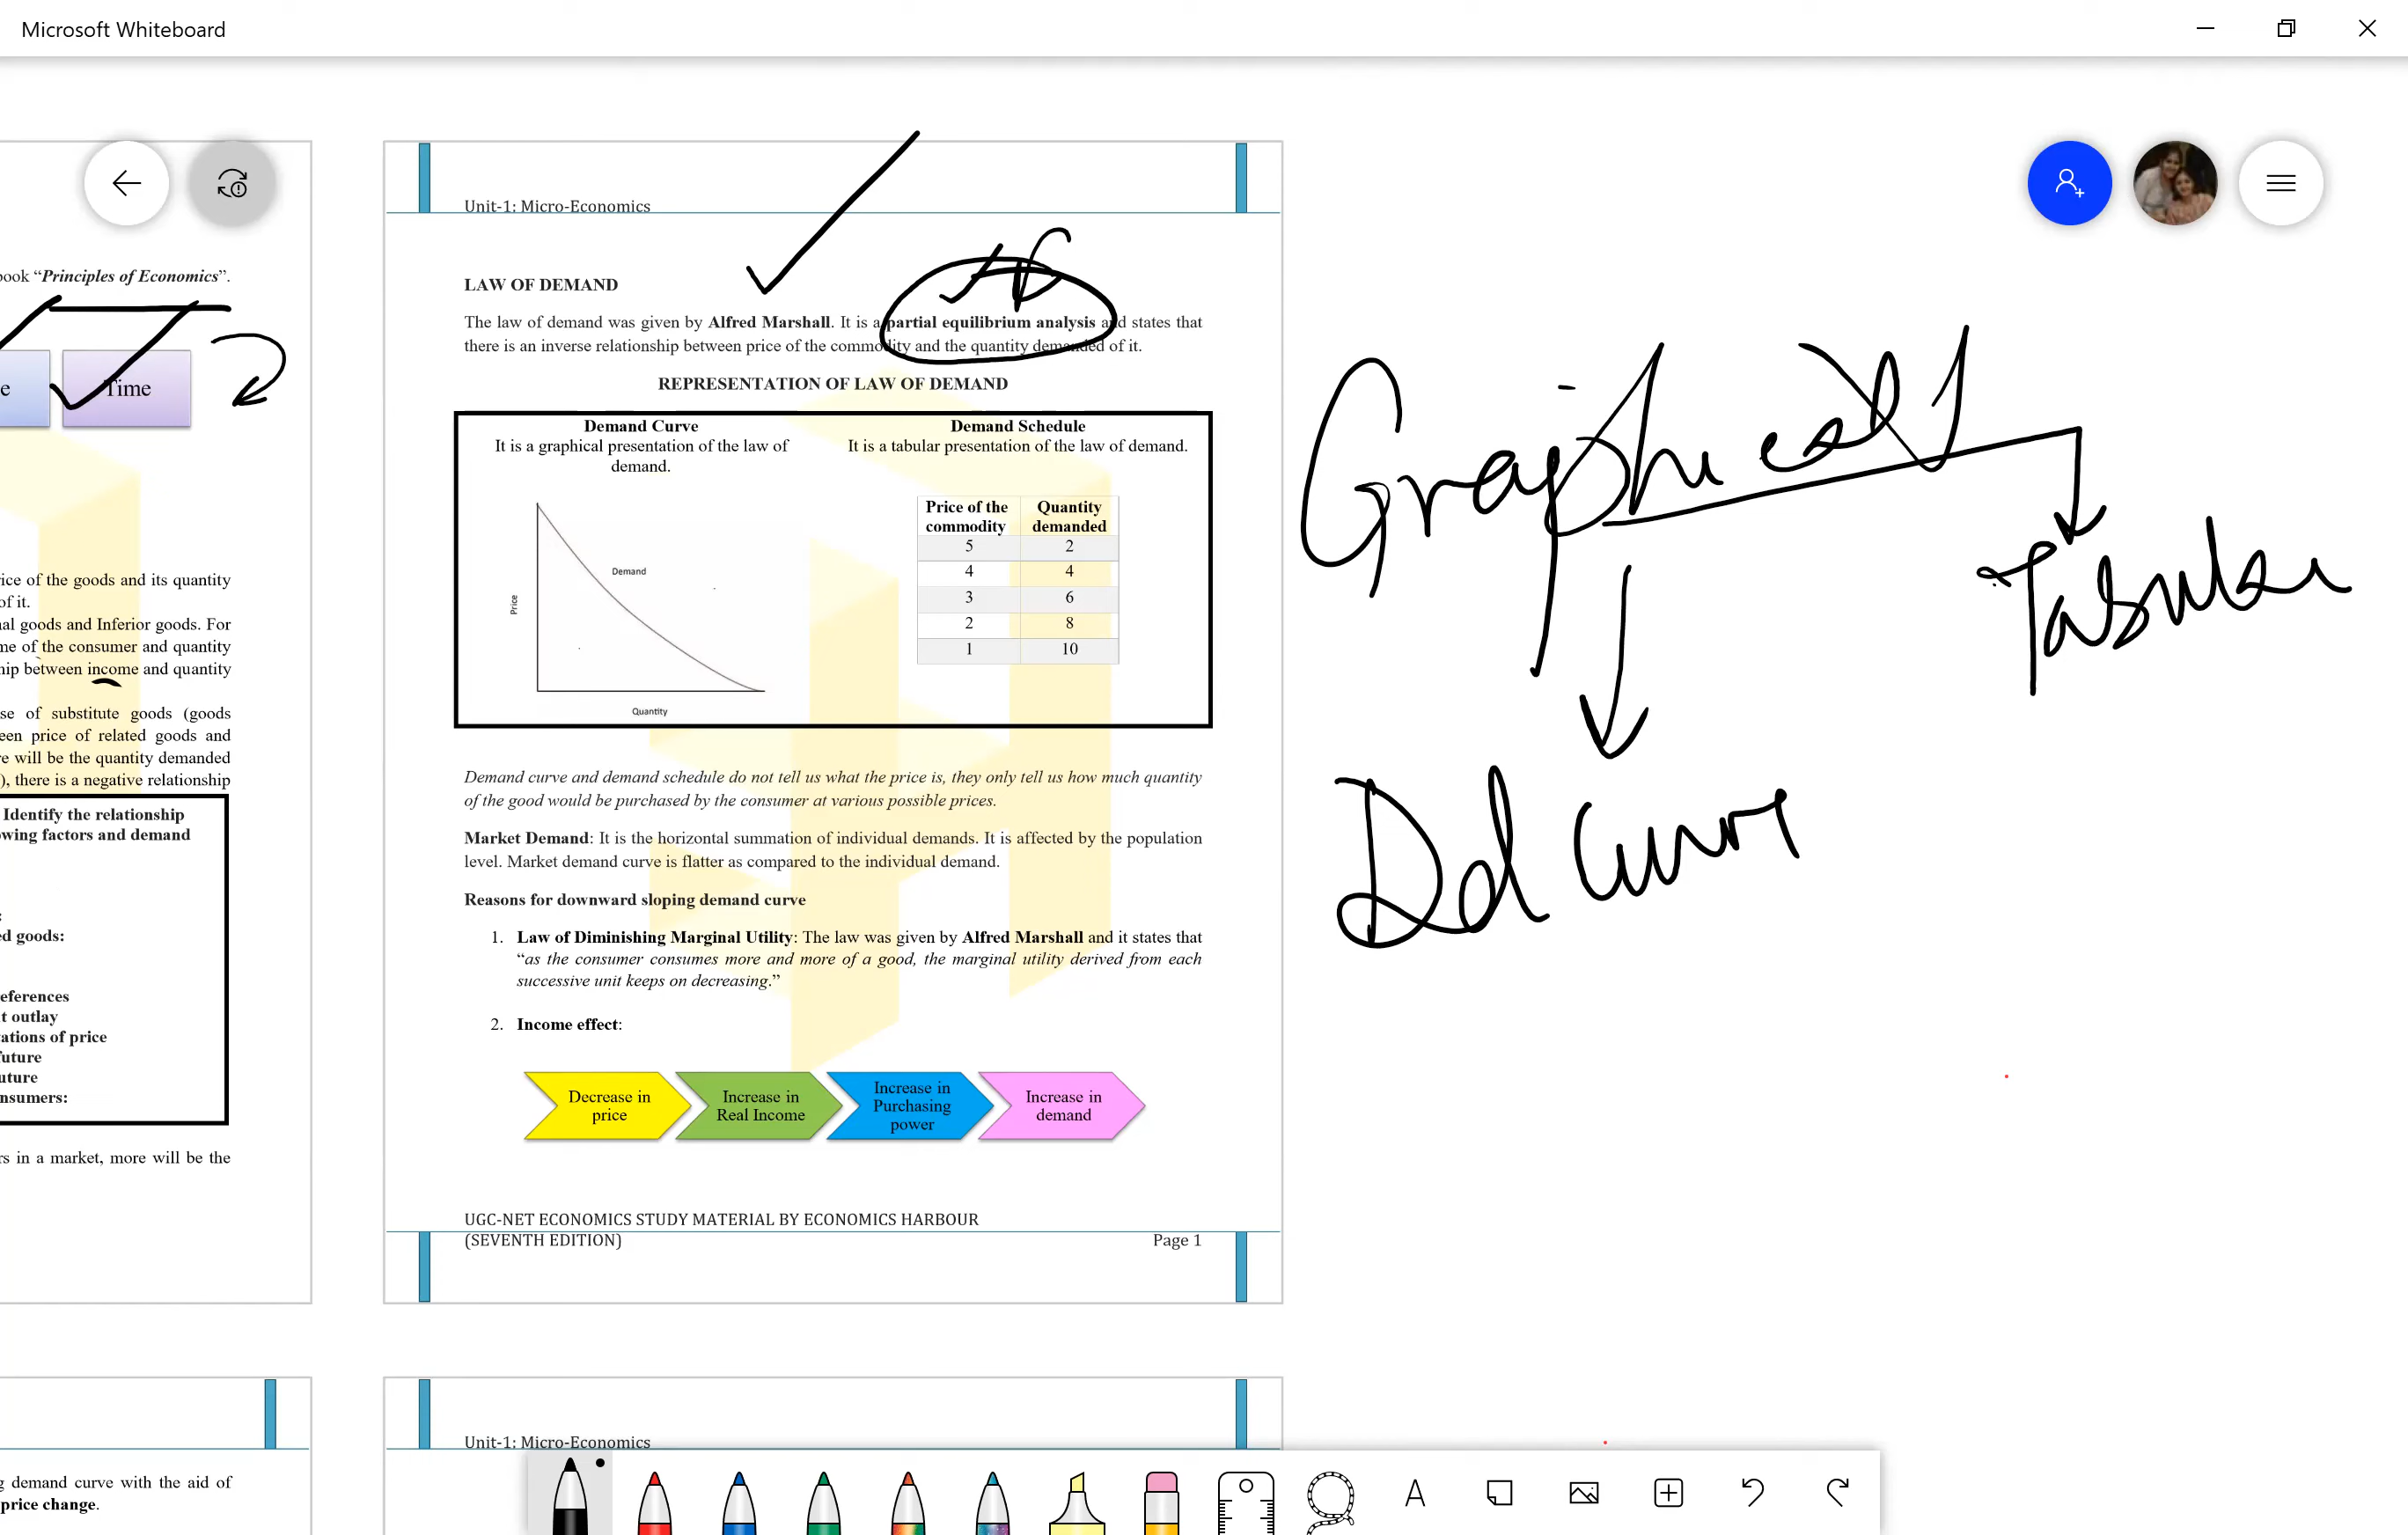 Microsoft Whiteboard
book “Principles of Economics”.
e
Time
rice of the goods and its quantity
of it.
nal goods and Inferior goods. For
me of the consumer and quantity
hip between income and quantity
se of substitute goods (goods
een price of related goods and
re will be the quantity demanded
), there is a negative relationship
Identify the relationship
owing factors and demand
:
ed goods:
eferences
t outlay
tations of price
future
uture
nsumers:
rs in a market, more will be the
g demand curve with the aid of
price change.
Unit-1: Micro-Economics
LAW OF DEMAND
The law of demand was given by Alfred Marshall. It is a partial equilibrium analysis and states that
there is an inverse relationship between price of the commodity and the quantity demanded of it.
REPRESENTATION OF LAW OF DEMAND
Demand Curve
It is a graphical presentation of the law of
demand.
Price
Demand
Quantity
Demand Schedule
It is a tabular presentation of the law of demand.
Price of the commodity Quantity demanded
5 2
4 4
3 6
2 8
1 10
Demand curve and demand schedule do not tell us what the price is, they only tell us how much quantity
of the good would be purchased by the consumer at various possible prices.
Market Demand: It is the horizontal summation of individual demands. It is affected by the population
level. Market demand curve is flatter as compared to the individual demand.
Reasons for downward sloping demand curve
1. Law of Diminishing Marginal Utility: The law was given by Alfred Marshall and it states that
“as the consumer consumes more and more of a good, the marginal utility derived from each
successive unit keeps on decreasing.”
2. Income effect:
Decrease in
price
Increase in
Real Income
Increase in
Purchasing
power
Increase in
demand
UGC-NET ECONOMICS STUDY MATERIAL BY ECONOMICS HARBOUR
(SEVENTH EDITION) Page 1
Unit-1: Micro-Economics
Graphical
Tabular
Dd Curve
A